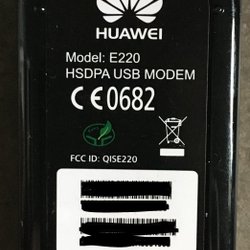 HUAWEI
Model: E220
HSDPA USB MODEM
CE0682
FCC ID: QISE220